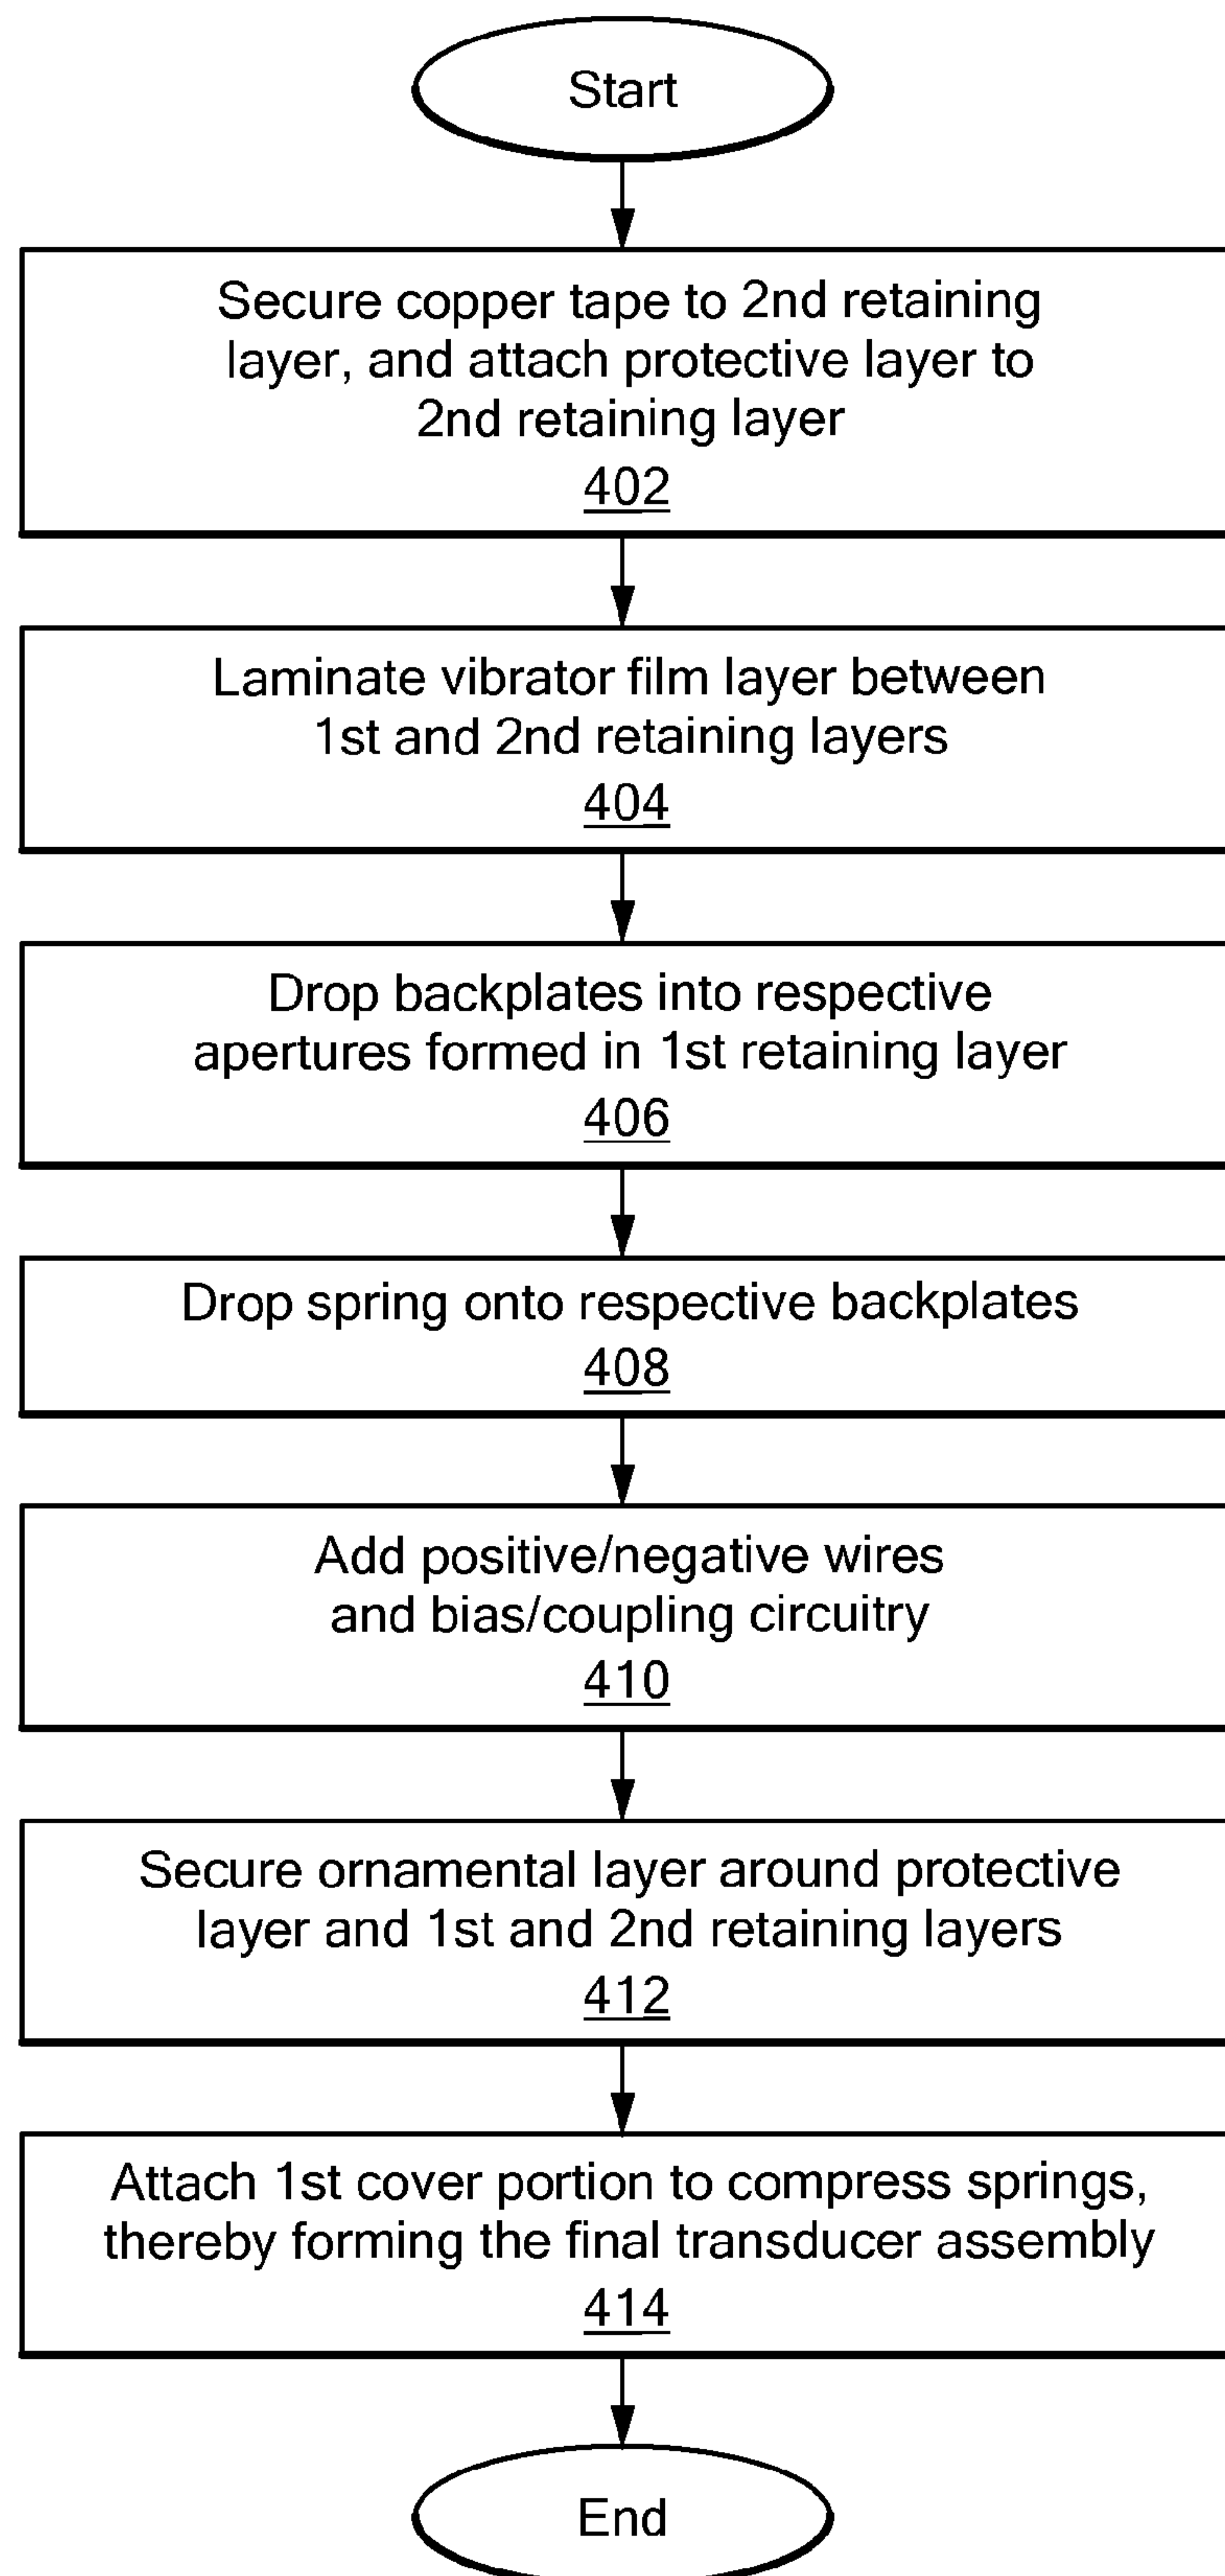 Start
Secure copper tape to 2nd retaining
layer, and attach protective layer to
2nd retaining layer
402
Laminate vibrator film layer between
1st and 2nd retaining layers
404
Drop backplates into respective
apertures formed in 1st retaining layer
406
Drop spring onto respective backplates
408
Add positive/negative wires
and bias/coupling circuitry
410
Secure ornamental layer around protective
layer and 1st and 2nd retaining layers
412
Attach 1st cover portion to compress springs,
thereby forming the final transducer assembly
414
End